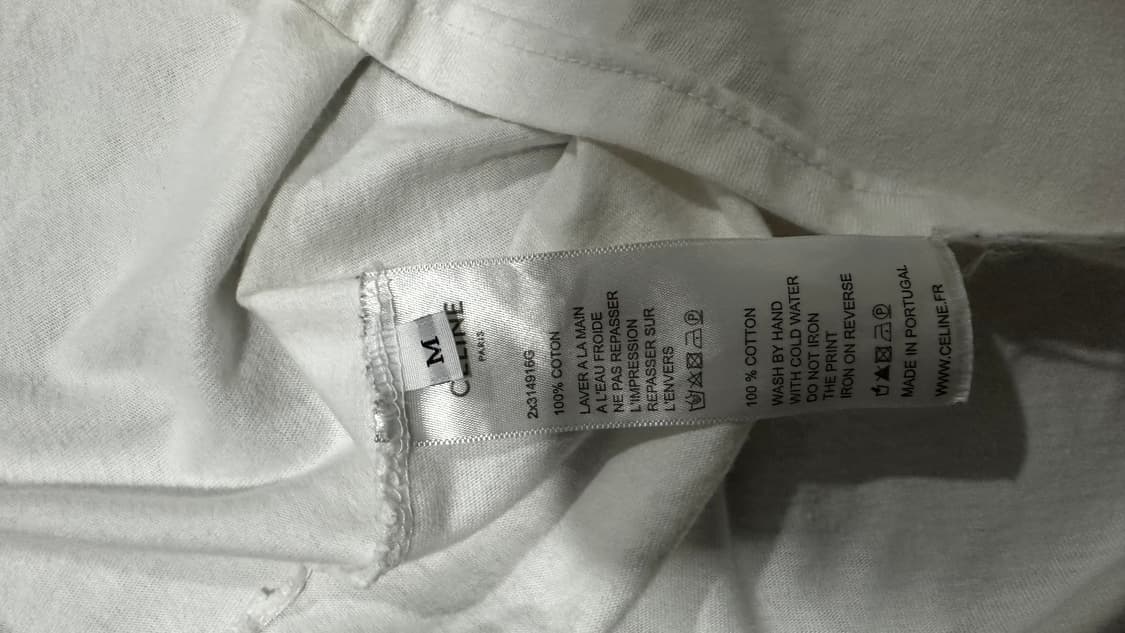 M
CELINE
PARIS
2x314916G
100% COTON
LAVER A LA MAIN
A L'EAU FROIDE
NE PAS REPASSER
L'IMPRESSION
REPASSER SUR
L'ENVERS
100 % COTTON
WASH BY HAND
WITH COLD WATER
DO NOT IRON
THE PRINT
IRON ON REVERSE
MADE IN PORTUGAL
WWW.CELINE.FR